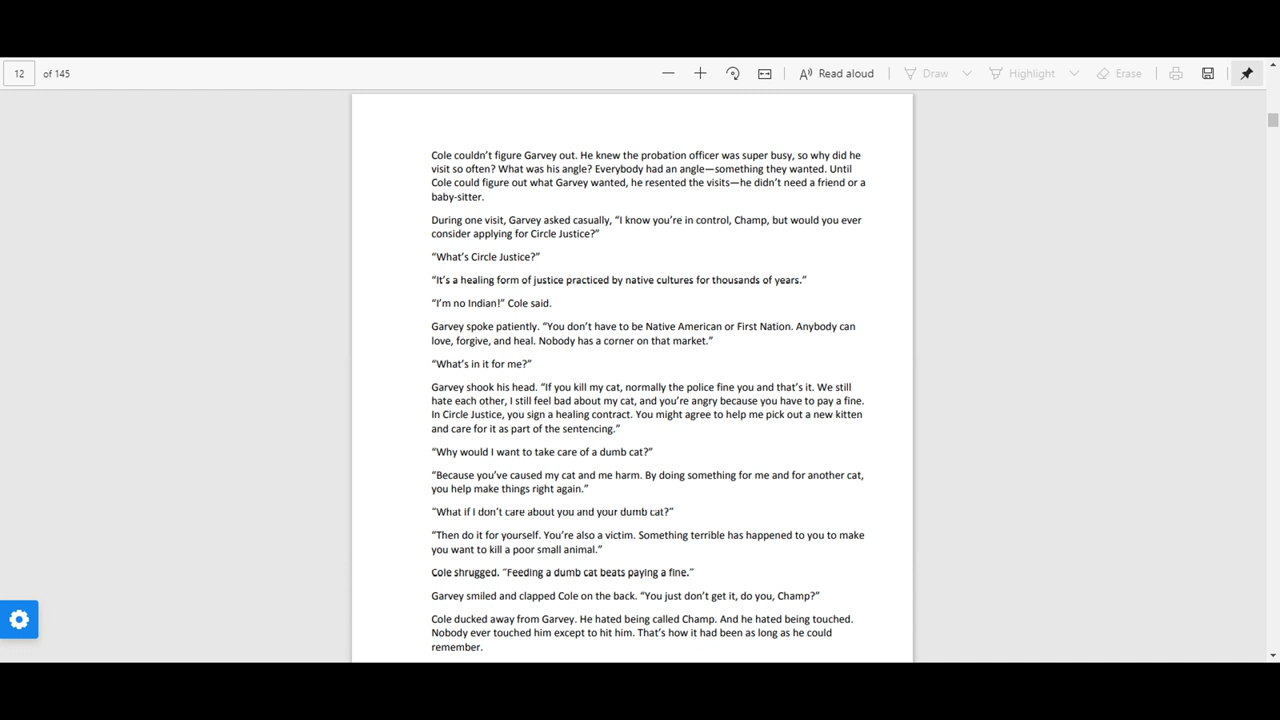 12 of 145
Read aloud
Draw
Highlight
Erase
Cole couldn’t figure Garvey out. He knew the probation officer was super busy, so why did he
visit so often? What was his angle? Everybody had an angle—something they wanted. Until
Cole could figure out what Garvey wanted, he resented the visits—he didn’t need a friend or a
baby-sitter.
During one visit, Garvey asked casually, “I know you’re in control, Champ, but would you ever
consider applying for Circle Justice?”
“What’s Circle Justice?”
“It’s a healing form of justice practiced by native cultures for thousands of years.”
“I’m no Indian!” Cole said.
Garvey spoke patiently. “You don’t have to be Native American or First Nation. Anybody can
love, forgive, and heal. Nobody has a corner on that market.”
“What’s in it for me?”
Garvey shook his head. “If you kill my cat, normally the police fine you and that’s it. We still
hate each other, I still feel bad about my cat, and you’re angry because you have to pay a fine.
In Circle Justice, you sign a healing contract. You might agree to help me pick out a new kitten
and care for it as part of the sentencing.”
“Why would I want to take care of a dumb cat?”
“Because you’ve caused my cat and me harm. By doing something for me and for another cat,
you help make things right again.”
“What if I don’t care about you and your dumb cat?”
“Then do it for yourself. You’re also a victim. Something terrible has happened to you to make
you want to kill a poor small animal.”
Cole shrugged. “Feeding a dumb cat beats paying a fine.”
Garvey smiled and clapped Cole on the back. “You just don’t get it, do you, Champ?”
Cole ducked away from Garvey. He hated being called Champ. And he hated being touched.
Nobody ever touched him except to hit him. That’s how it had been as long as he could
remember.